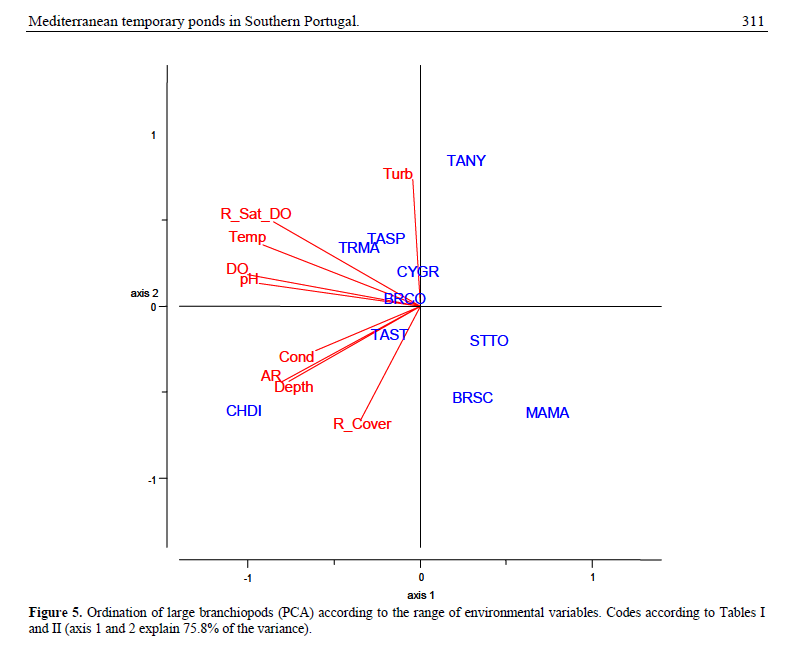 Mediterranean temporary ponds in Southern Portugal. 311
1
TANY
Turb
R_Sat_DO
Temp
TASP
TRMA
DO
pH
CYGR
axis 2
BRCO
0
TAST
STTO
Cond
AR
Depth
BRSC
CHDI
MAMA
R_Cover
-1
-1 0 1
axis 1
Figure 5. Ordination of large branchiopods (PCA) according to the range of environmental variables. Codes according to Tables I
and II (axis 1 and 2 explain 75.8% of the variance).